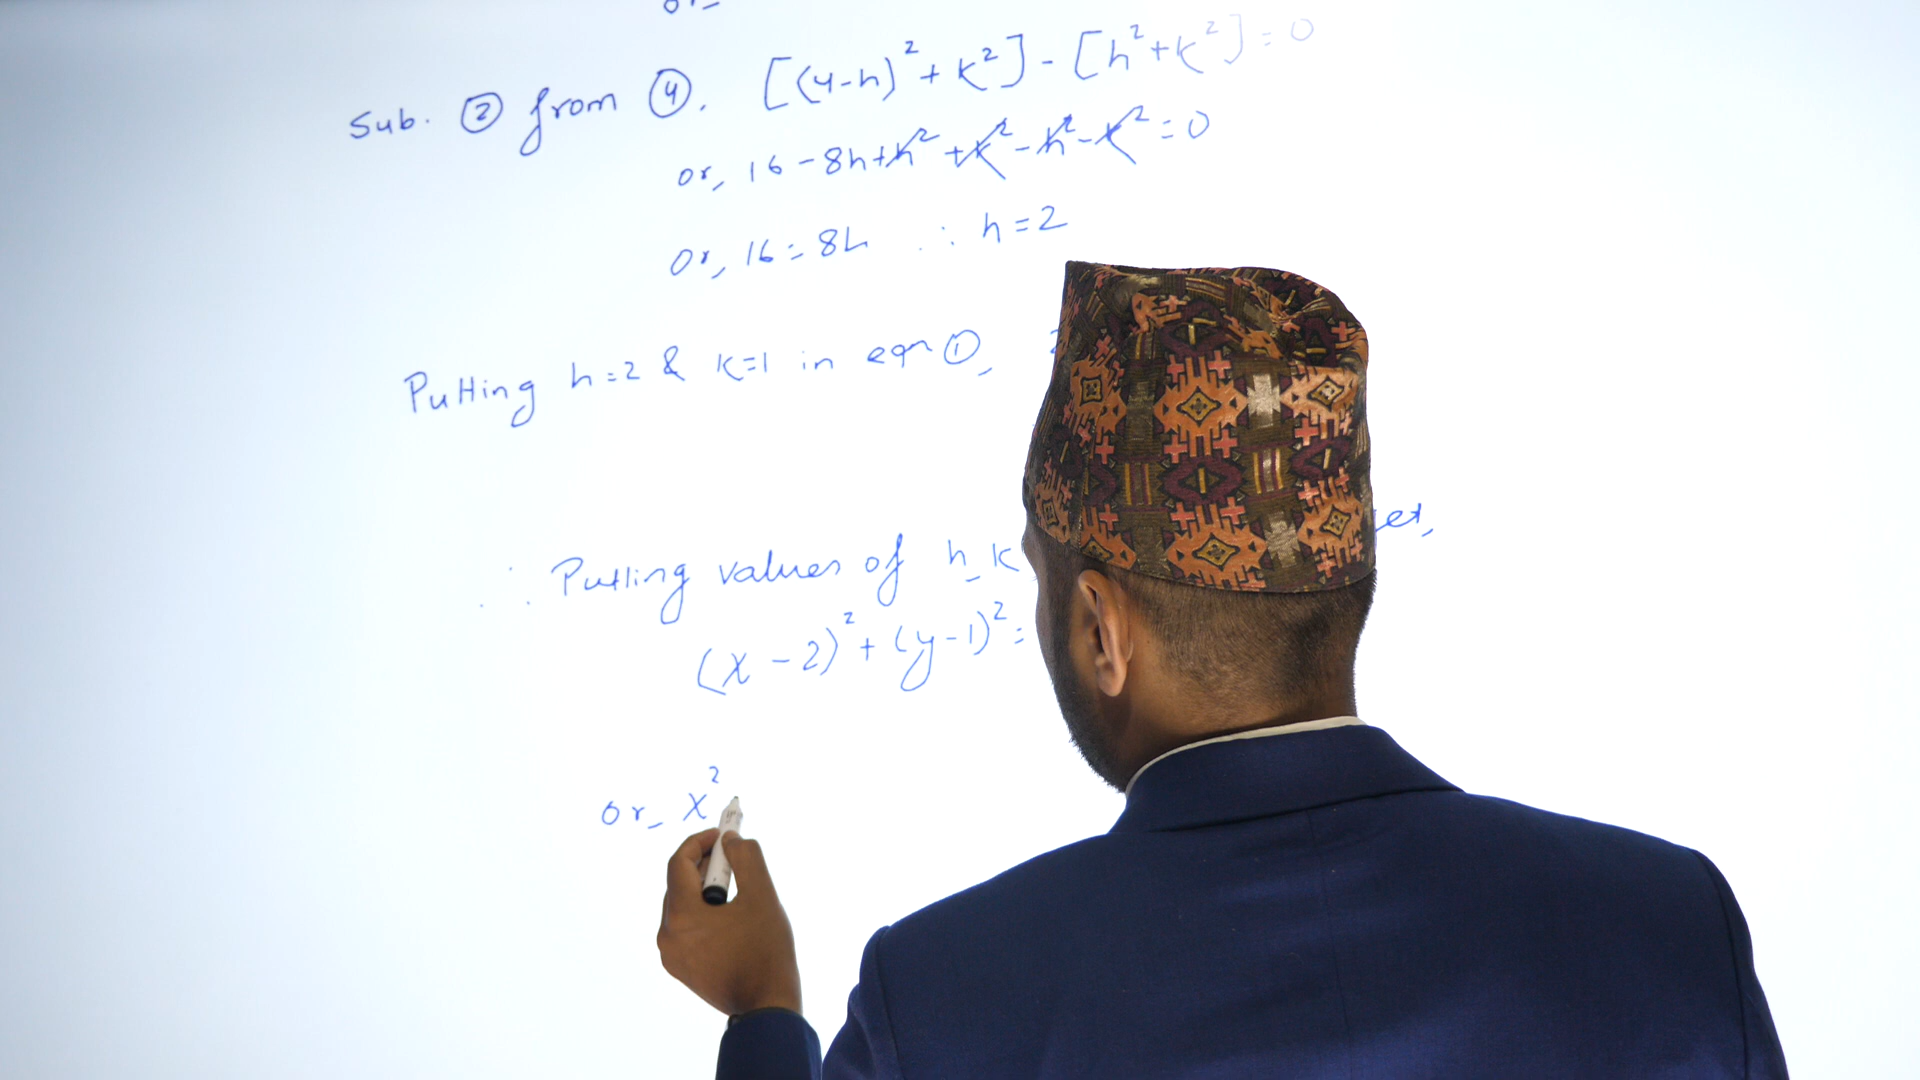 Sub. ② from ④. [(4-h)² + k²] - [h² + k²] = 0
or, 16 - 8h + h² + k² - h² - k² = 0
Or, 16 = 8h ∴ h = 2
Putting h = 2 & k = 1 in eqn ①,
∴ Putting values of h, k
(x - 2)² + (y - 1)² =
or, x²